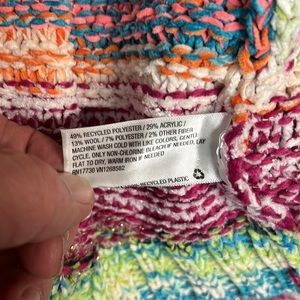 49% RECYCLED POLYESTER / 29% ACRYLIC /
13% WOOL / 7% POLYESTER / 2% OTHER FIBER
MACHINE WASH COLD WITH LIKE COLORS, GENTLE
CYCLE. ONLY NON-CHLORINE BLEACH IF NEEDED, LAY
FLAT TO DRY, WARM IRON IF NEEDED
RN17730 VN1268582
RECYCLED PLASTIC